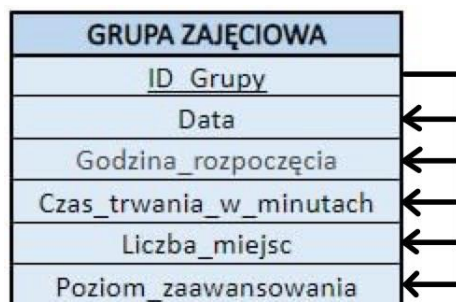 GRUPA ZAJĘCIOWA
ID_Grupy
Data
Godzina_rozpoczęcia
Czas_trwania_w_minutach
Liczba_miejsc
Poziom_zaawansowania